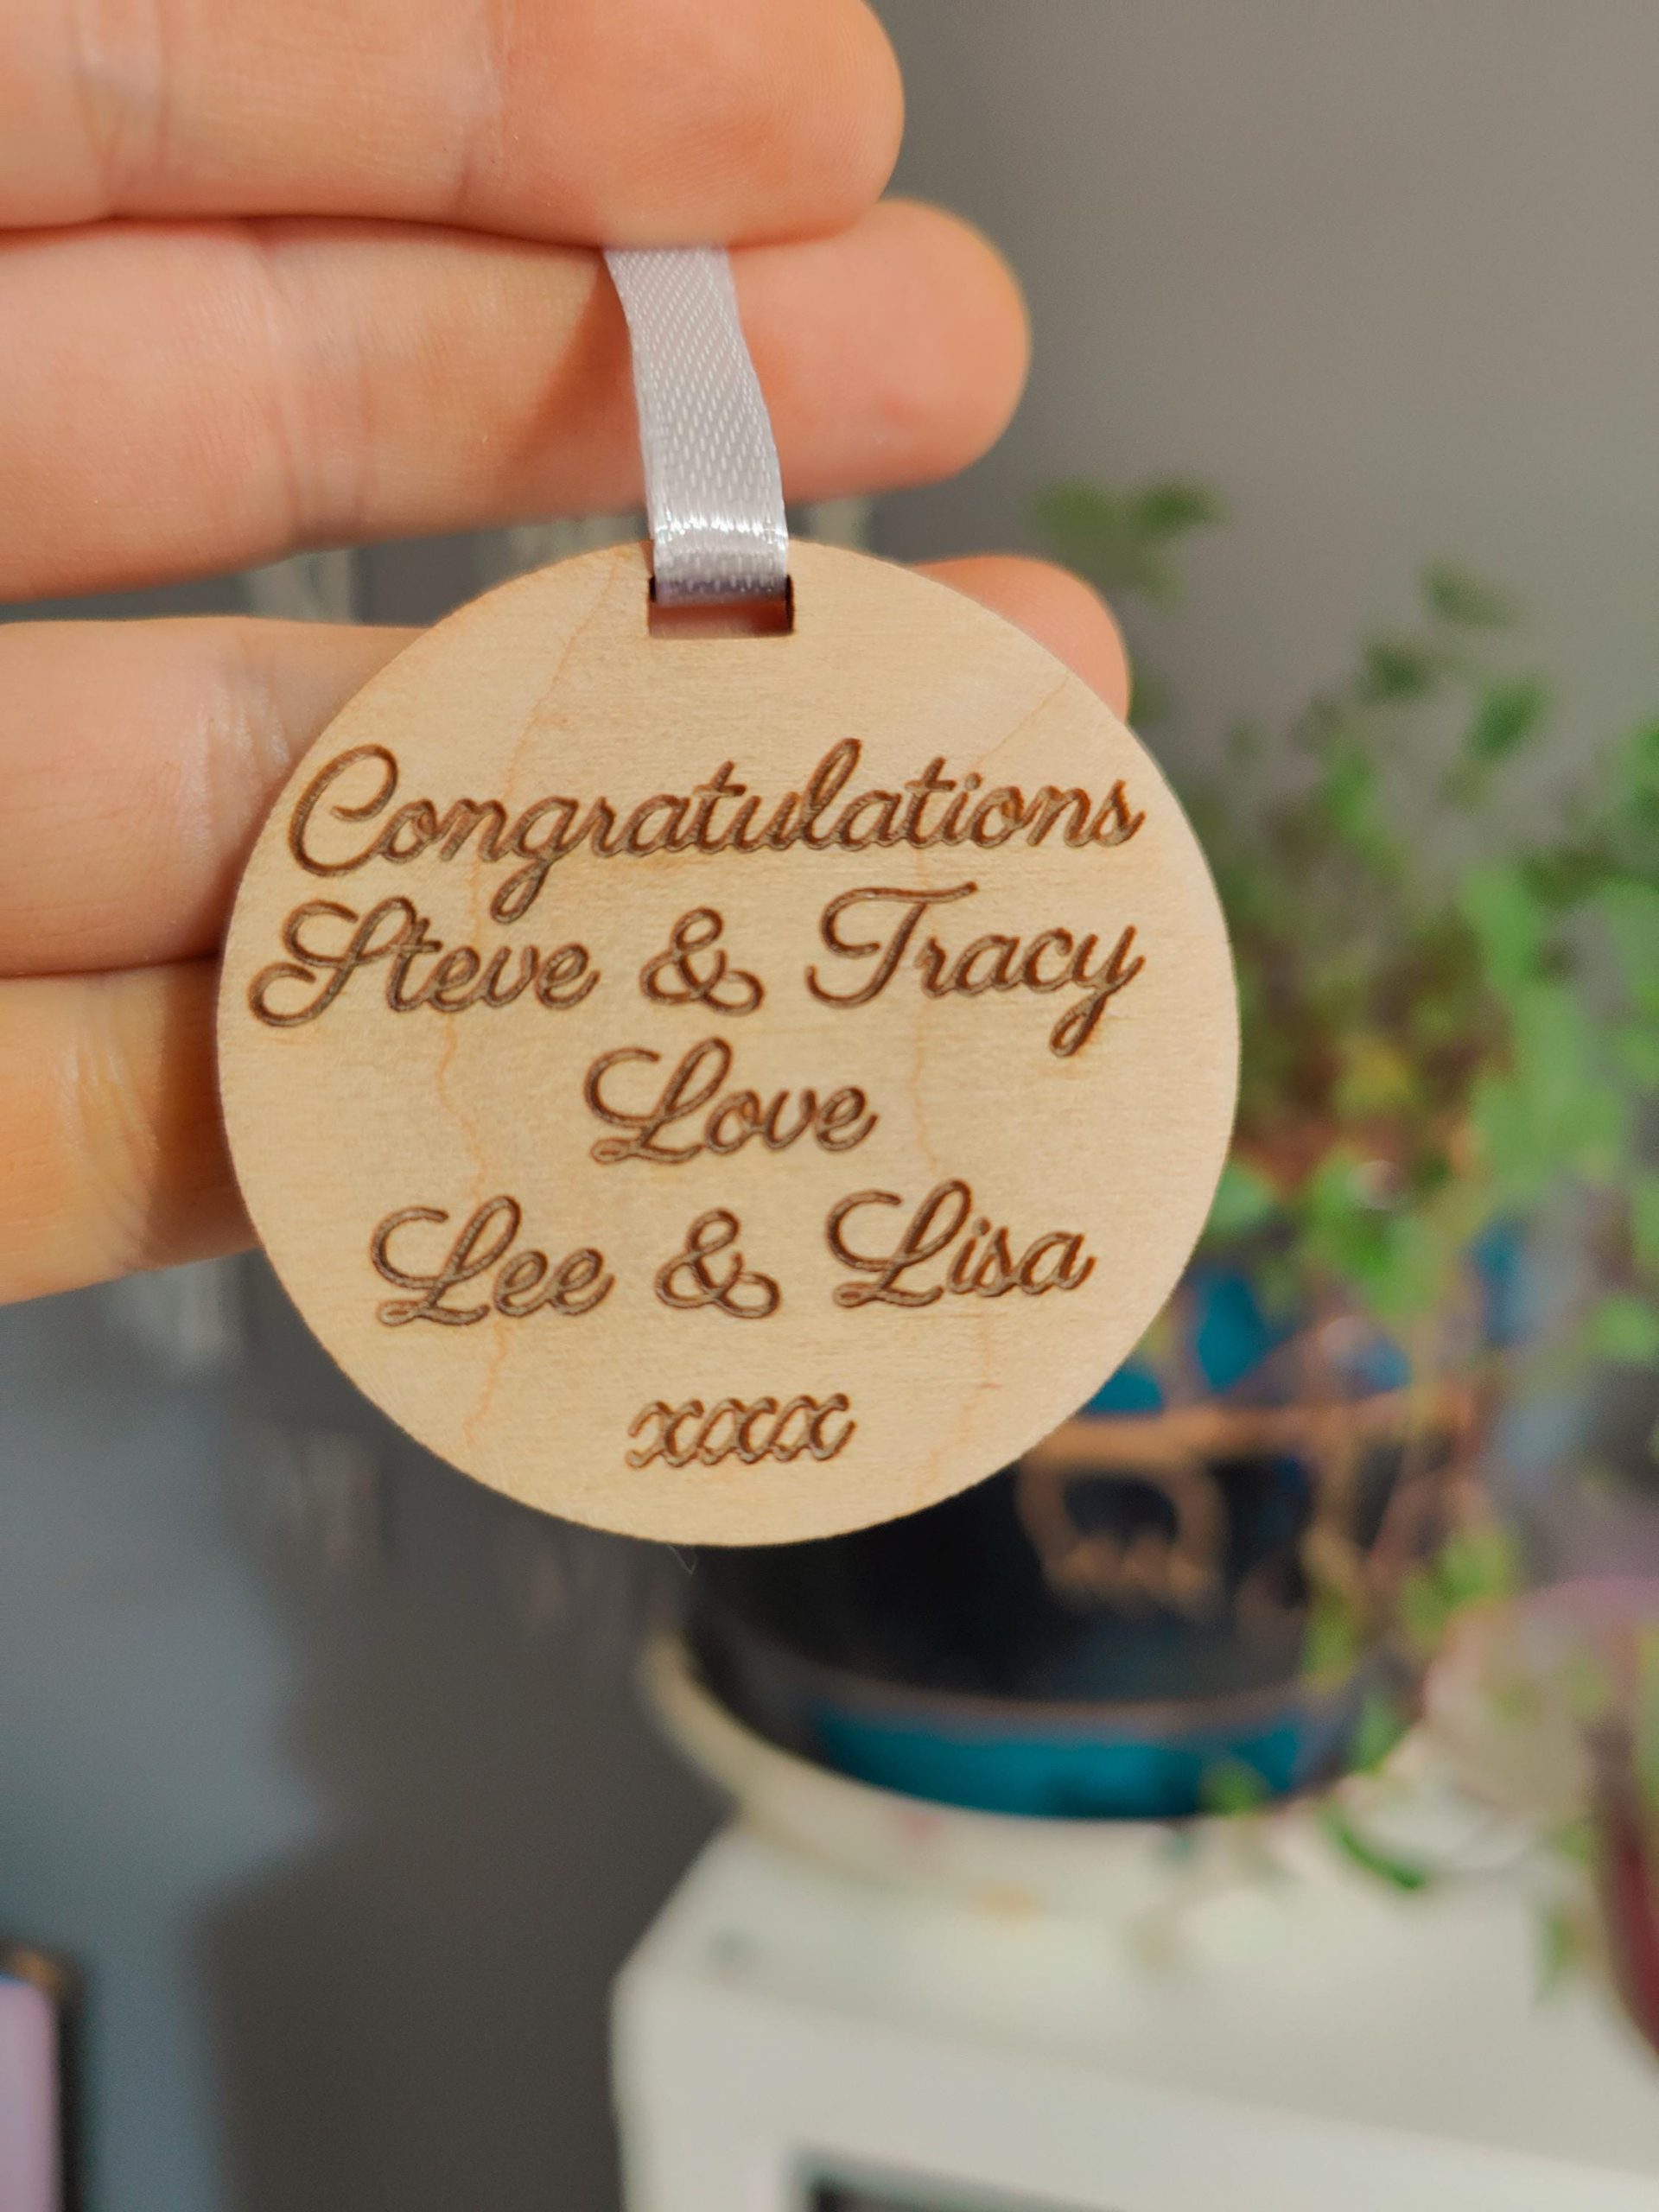 Congratulations
Steve & Tracy
Love
Lee & Lisa
xxxx